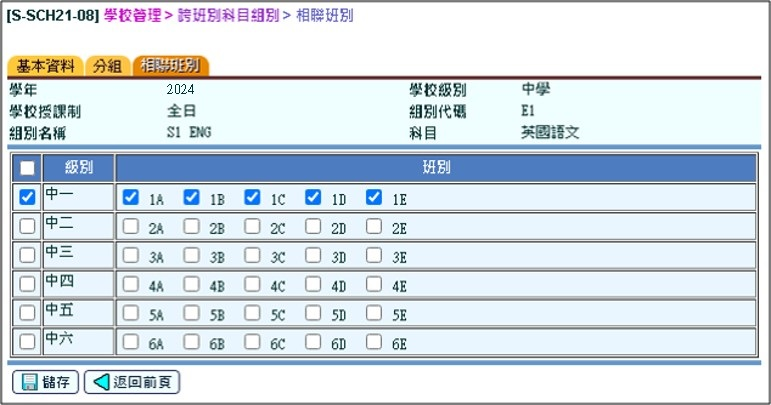 [S-SCH21-08] 學校管理 > 跨班別科目組別 > 相聯班別
基本資料 分組 相聯班別
學年 2024 學校級別 中學
學校授課制 全日 組別代碼 E1
組別名稱 S1 ENG 科目 英國語文
級別 班別
中一 1A 1B 1C 1D 1E
中二 2A 2B 2C 2D 2E
中三 3A 3B 3C 3D 3E
中四 4A 4B 4C 4D 4E
中五 5A 5B 5C 5D 5E
中六 6A 6B 6C 6D 6E
儲存 返回前頁